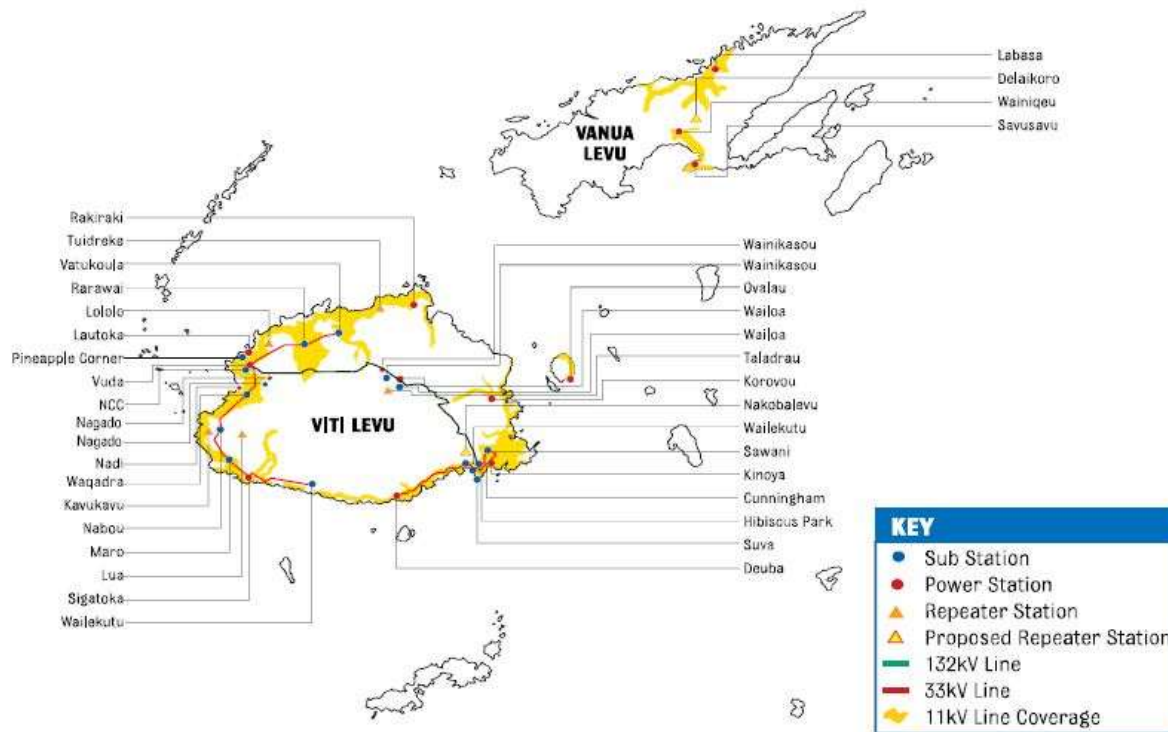 Labasa
Delaikoro
Wainiqeu
Savusavu
VANUA
LEVU
Rakiraki
Tuidreke
Vatukoula
Rarawai
Lololo
Lautoka
Pineapple Corner
Vuda
NCC
Nagado
Nagado
Nadi
Waqadra
Kavukavu
Nabou
Maro
Lua
Sigatoka
Wailekutu
VITI LEVU
Wainikasou
Wainikasou
Ovalau
Wailoa
Wailoa
Taladrau
Korovou
Nakobalevu
Wailekutu
Sawani
Kinoya
Cunningham
Hibiscus Park
Suva
Deuba
KEY
Sub Station
Power Station
Repeater Station
Proposed Repeater Station
132kV Line
33kV Line
11kV Line Coverage